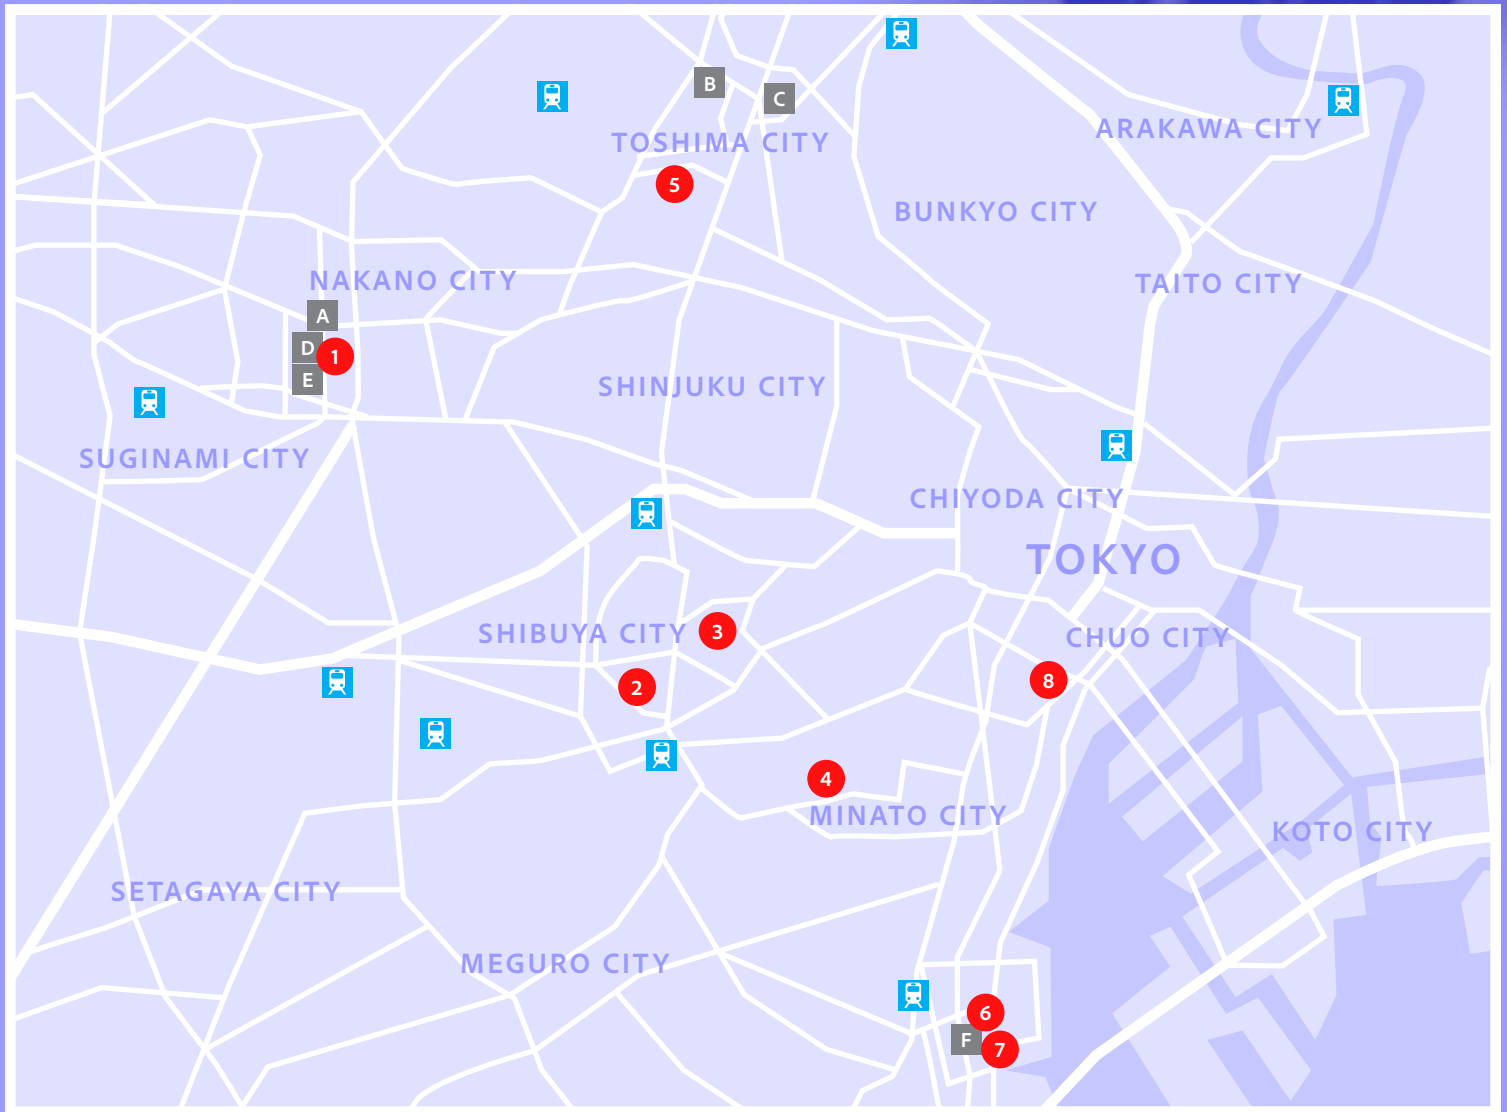 B
C
TOSHIMA CITY
ARAKAWA CITY
5
BUNKYO CITY
NAKANO CITY
TAITO CITY
A
D
1
E
SHINJUKU CITY
SUGINAMI CITY
CHIYODA CITY
TOKYO
SHIBUYA CITY
3
CHUO CITY
2
8
4
MINATO CITY
KOTO CITY
SETAGAYA CITY
MEGURO CITY
6
F
7